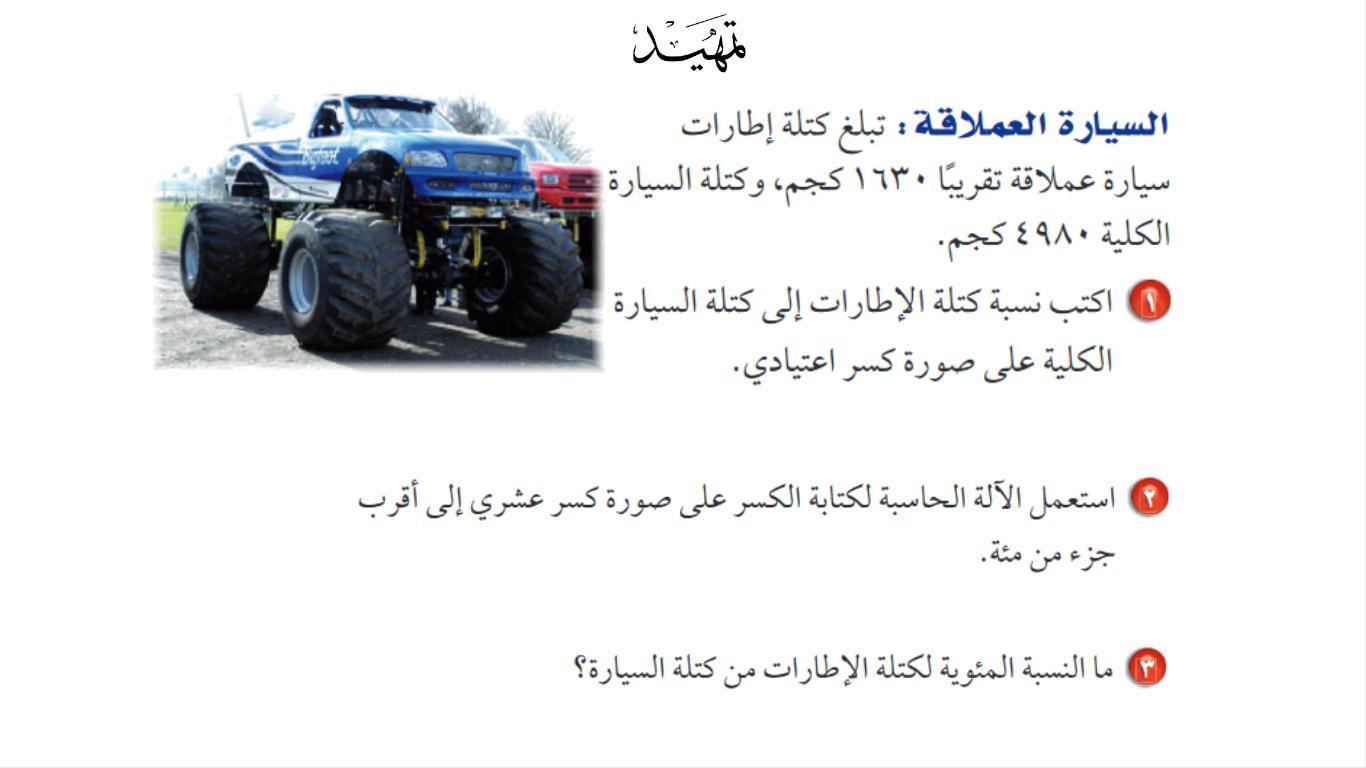 تمهيد
السيارة العملاقة : تبلغ كتلة إطارات
سيارة عملاقة تقريبًا ١٦٣٠ كجم، وكتلة السيارة
الكلية ٤٩٨٠ كجم.
١ اكتب نسبة كتلة الإطارات إلى كتلة السيارة
الكلية على صورة كسر اعتيادي.
Bigfoot
٢ استعمل الآلة الحاسبة لكتابة الكسر على صورة كسر عشري إلى أقرب
جزء من مئة.
٣ ما النسبة المئوية لكتلة الإطارات من كتلة السيارة؟